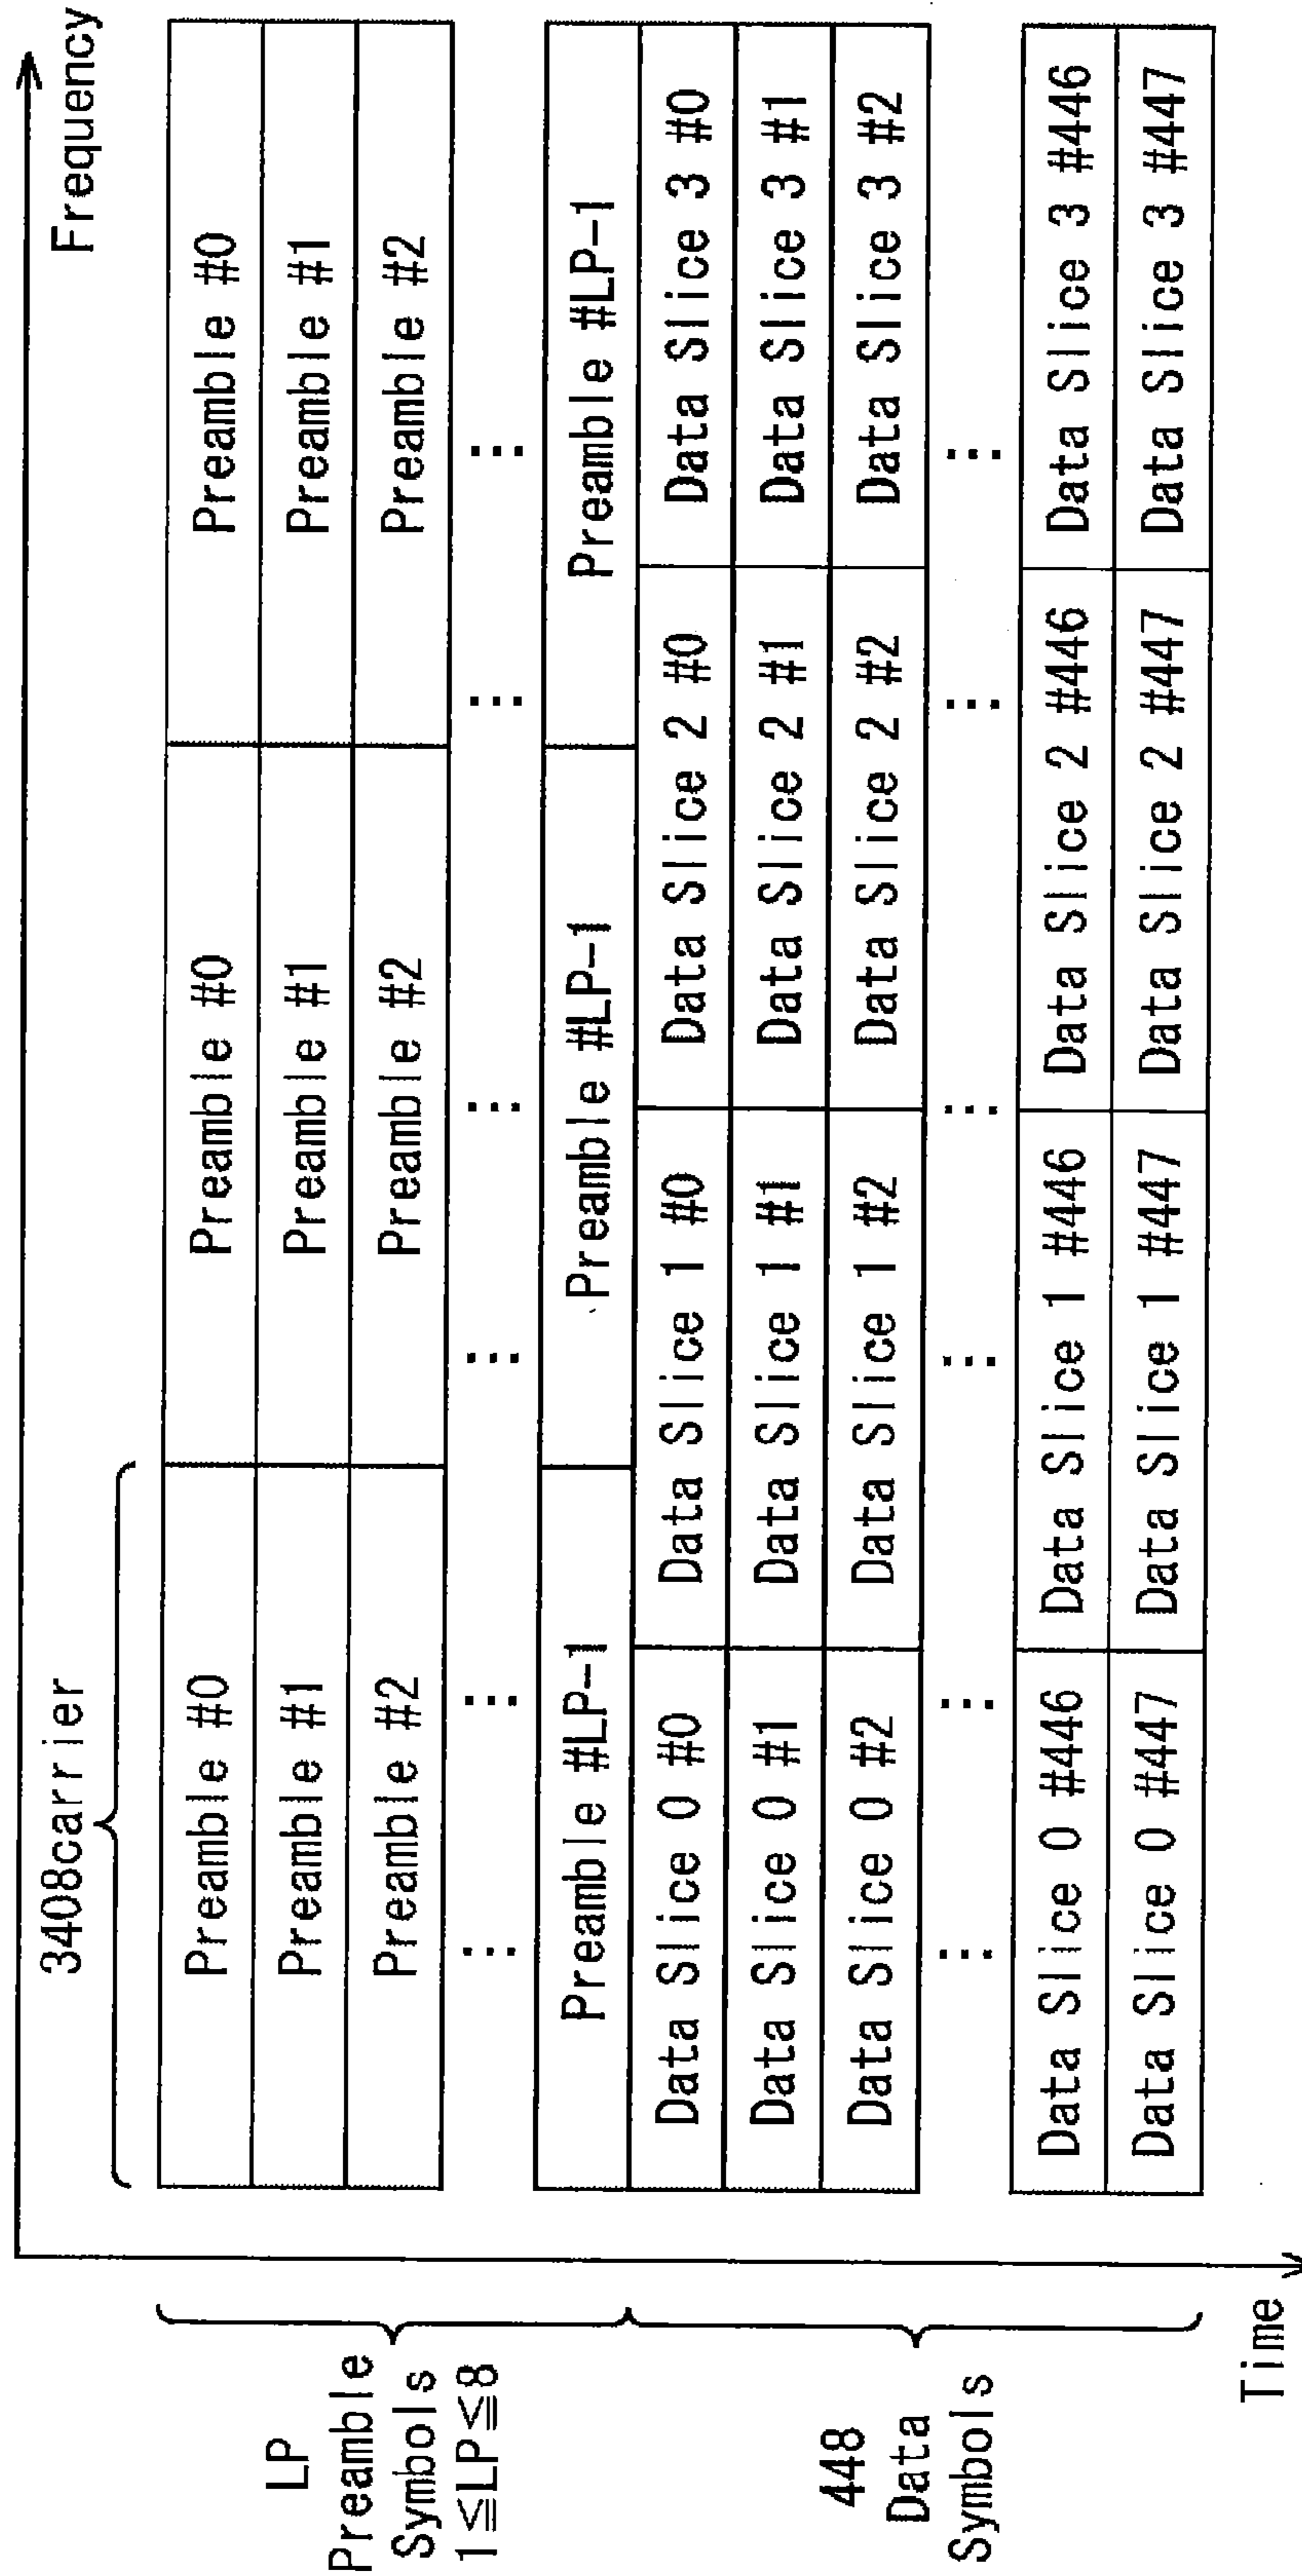 Frequency
3408carrier
Preamble #0 Preamble #0 Preamble #0
Preamble #1 Preamble #1 Preamble #1
Preamble #2 Preamble #2 Preamble #2
... ... ... ... ... ...
LP
Preamble
Symbols
1≦LP≦8
Preamble #LP-1 Preamble #LP-1 Preamble #LP-1
Data Slice 0 #0 Data Slice 1 #0 Data Slice 2 #0 Data Slice 3 #0
Data Slice 0 #1 Data Slice 1 #1 Data Slice 2 #1 Data Slice 3 #1
Data Slice 0 #2 Data Slice 1 #2 Data Slice 2 #2 Data Slice 3 #2
... ... ... ... ... ...
448
Data
Symbols
Data Slice 0 #446 Data Slice 1 #446 Data Slice 2 #446 Data Slice 3 #446
Data Slice 0 #447 Data Slice 1 #447 Data Slice 2 #447 Data Slice 3 #447
Time